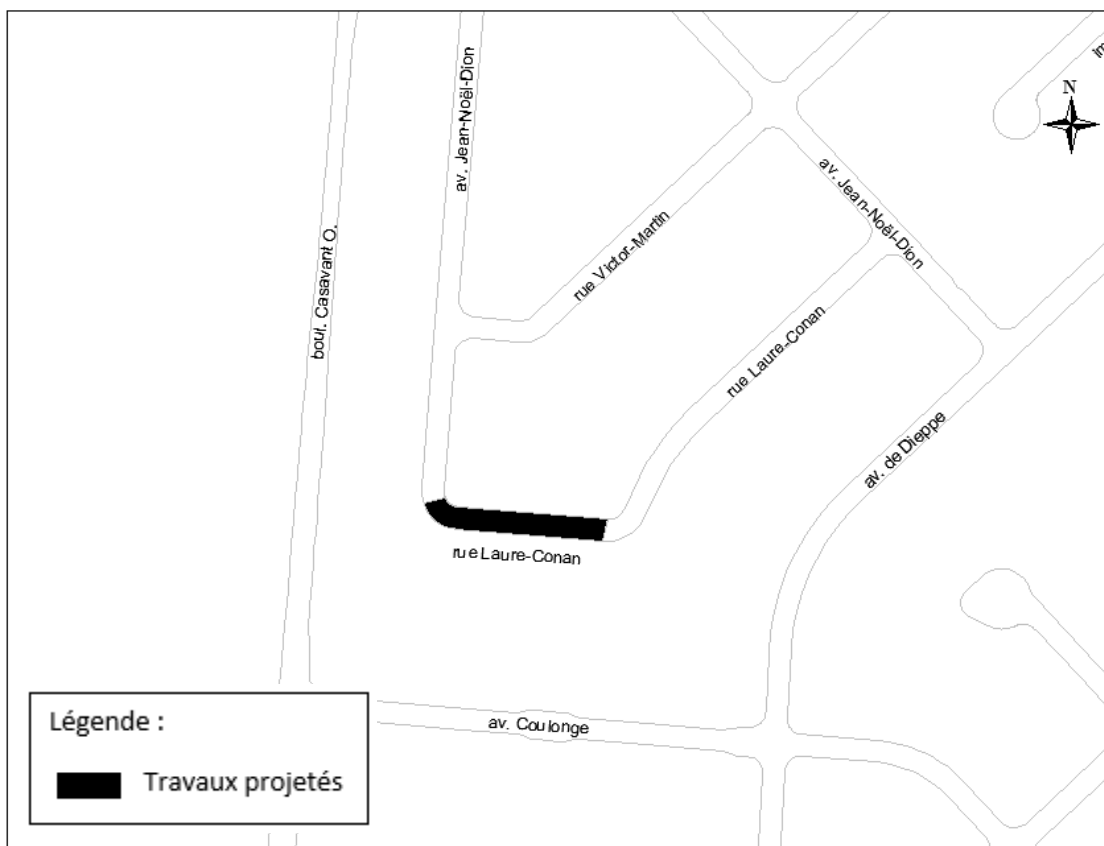 im
N
av. Jean-Noël-Dion
av. Jean-Noël-Dion
boul. Casavant O.
rue Victor-Martin
rue Laure-Conan
av. de Dieppe
rue Laure-Conan
av. Coulonge
Légende :
Travaux projetés